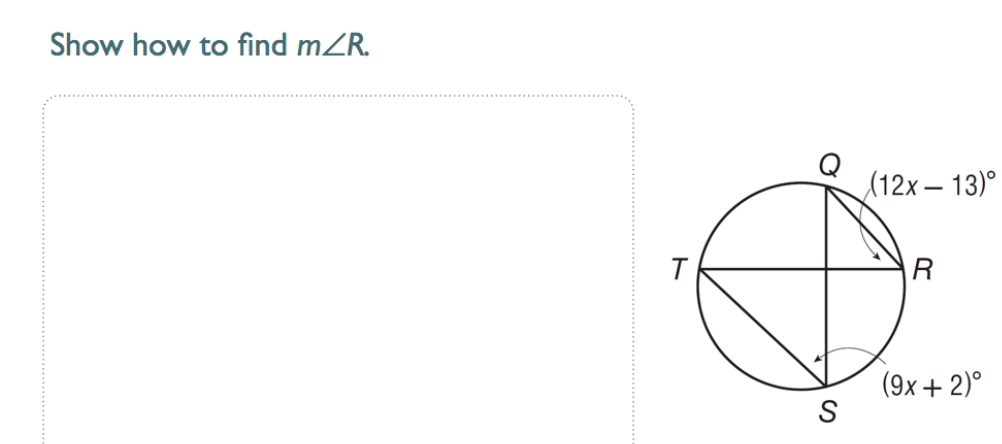 Show how to find m∠R.
Q
(12x – 13)°
T
R
(9x + 2)°
S